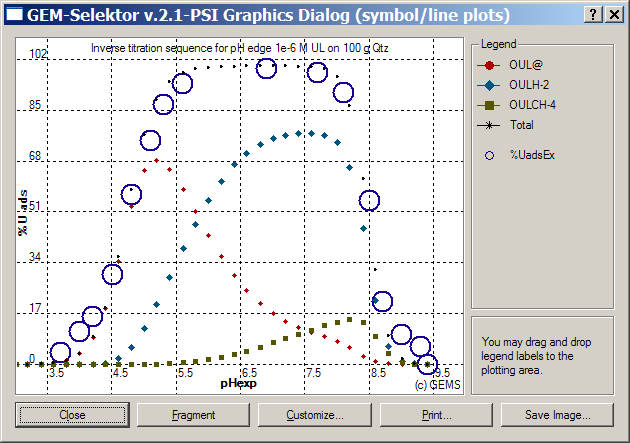 GEM-Selektor v.2.1-PSI Graphics Dialog (symbol/line plots)
Inverse titration sequence for pH edge 1e-6 M UL on 100 g Qtz
102
85
68
51
34
17
0
% U ads
3.5 4.5 5.5 6.5 7.5 8.5 9.5
pHexp
(c) GEMS
Legend
OUL@
OULH-2
OULCH-4
Total
%UadsEx
You may drag and drop
legend labels to the
plotting area.
Close Fragment Customize... Print... Save Image...